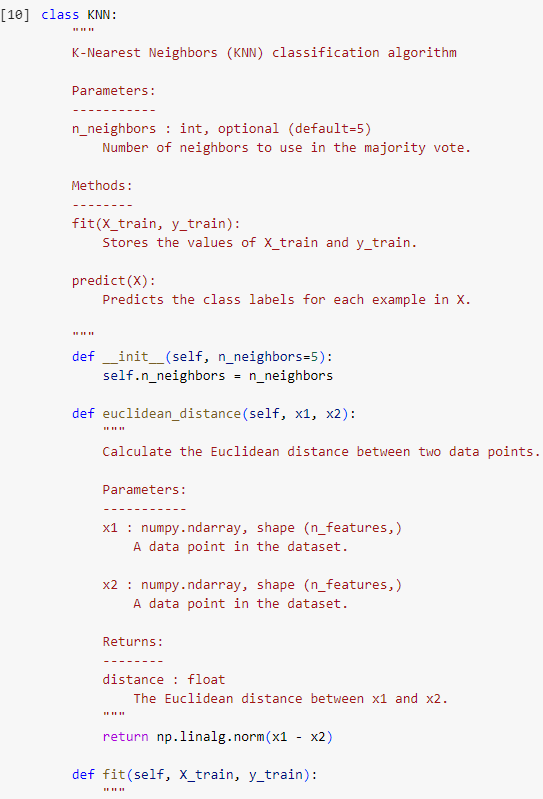 [10] class KNN:
"""
K-Nearest Neighbors (KNN) classification algorithm
Parameters:
-----------
n_neighbors : int, optional (default=5)
Number of neighbors to use in the majority vote.
Methods:
--------
fit(X_train, y_train):
Stores the values of X_train and y_train.
predict(X):
Predicts the class labels for each example in X.
"""
def __init__(self, n_neighbors=5):
self.n_neighbors = n_neighbors
def euclidean_distance(self, x1, x2):
"""
Calculate the Euclidean distance between two data points.
Parameters:
-----------
x1 : numpy.ndarray, shape (n_features,)
A data point in the dataset.
x2 : numpy.ndarray, shape (n_features,)
A data point in the dataset.
Returns:
--------
distance : float
The Euclidean distance between x1 and x2.
"""
return np.linalg.norm(x1 - x2)
def fit(self, X_train, y_train):
"""